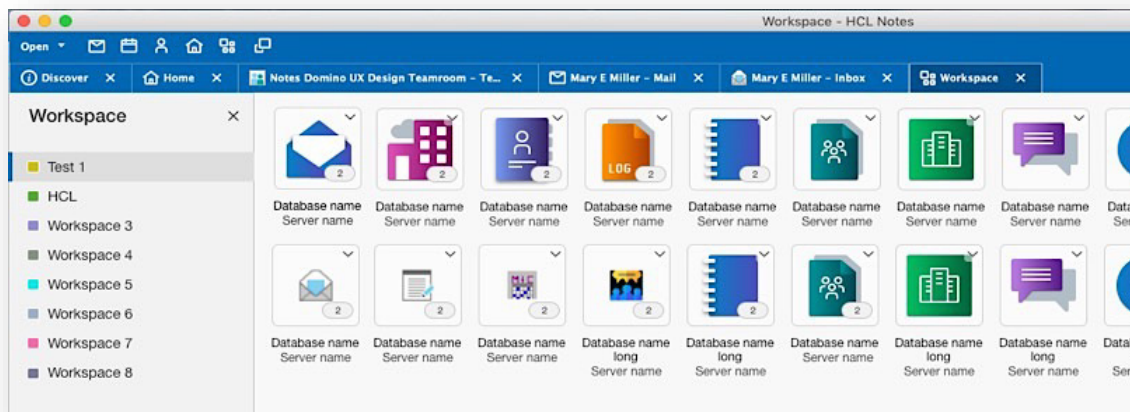 Workspace - HCL Notes
Open
Discover Home Notes Domino UX Design Teamroom - Te... Mary E Miller - Mail Mary E Miller - Inbox Workspace
Workspace
Test 1
HCL
Workspace 3
Workspace 4
Workspace 5
Workspace 6
Workspace 7
Workspace 8
2 2 2 LOG 2 2
Database name Database name Database name Database name Database name Database name Database name Database name Data
Server name Server name Server name Server name Server name Server name Server name Server name Ser
2 2 2 2 2 2
Database name Database name Database name Database name Database name Database name Database name Database name Data
Server name Server name Server name long long Server name long long
Server name Server name Server name Server name Ser